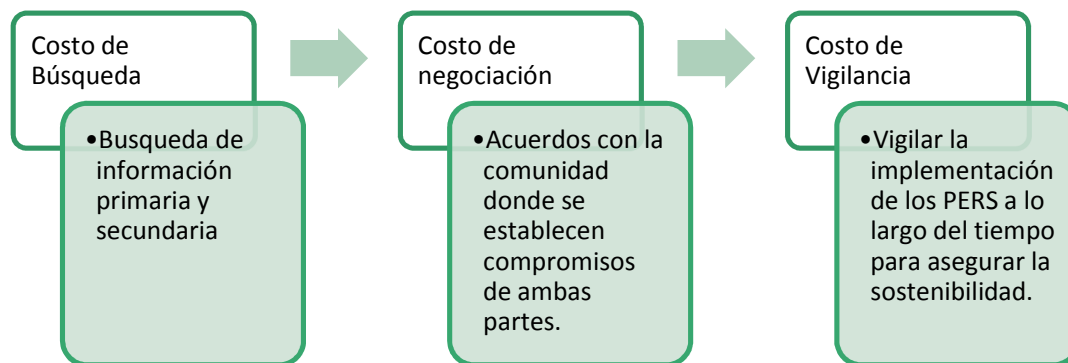 Costo de
Búsqueda
•Busqueda de
información
primaria y
secundaria
Costo de
negociación
•Acuerdos con la
comunidad
donde se
establecen
compromisos
de ambas
partes.
Costo de
Vigilancia
•Vigilar la
implementación
de los PERS a lo
largo del tiempo
para asegurar la
sostenibilidad.